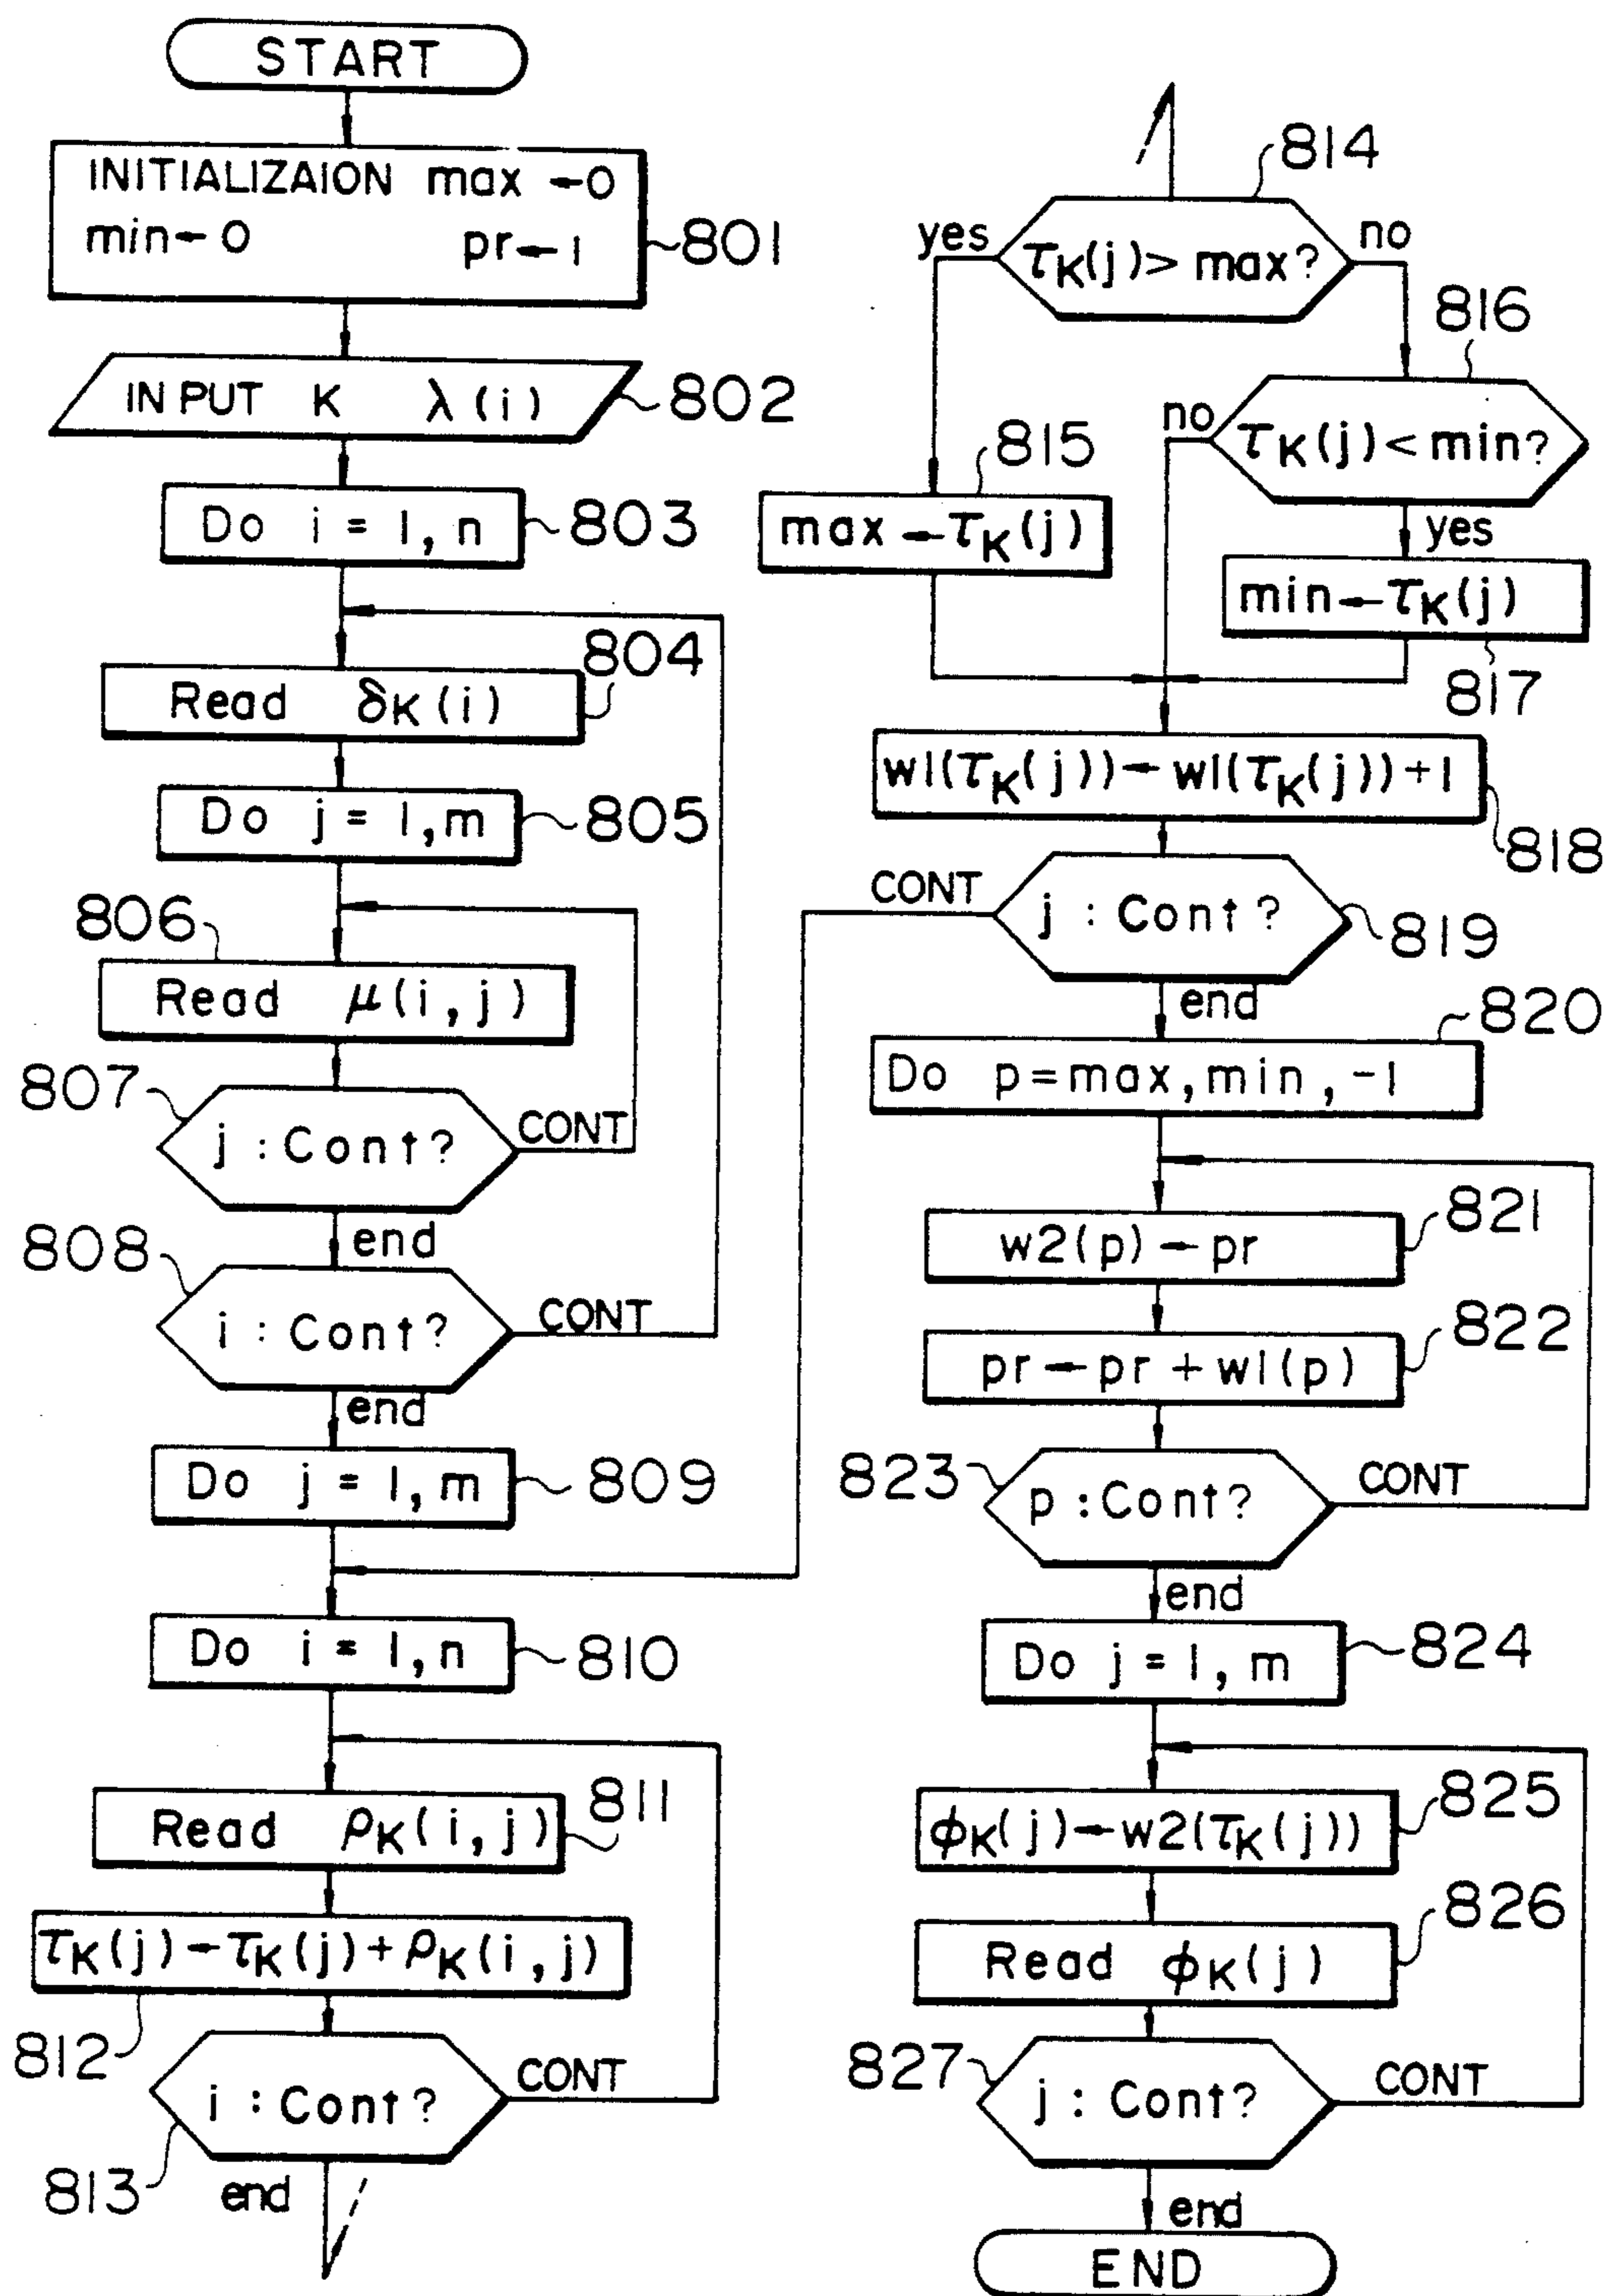 START
INITIALIZAION max ←0
min← 0 pr←1
801
INPUT K λ(i)
802
Do i = 1, n
803
804
Read δK(i)
Do j = 1, m
805
806
Read μ(i, j)
807
j : Cont?
CONT
end
808
i : Cont?
CONT
end
Do j = 1, m
809
Do i = 1, n
810
811
Read ρK(i, j)
τK(j)←τK(j)+ρK(i, j)
812
i : Cont?
CONT
813
end
814
yes
τK(j)> max?
no
816
no
τK(j)< min?
815
max ←τK(j)
yes
min←τK(j)
817
w1(τK(j))← w1(τK(j))+1
818
CONT
j : Cont?
819
end
820
Do p=max, min, -1
821
w2(p) ← pr
822
pr ← pr + w1(p)
823
p : Cont?
CONT
end
Do j = 1, m
824
825
ϕK(j)←w2(τK(j))
826
Read ϕK(j)
827
j : Cont?
CONT
end
END